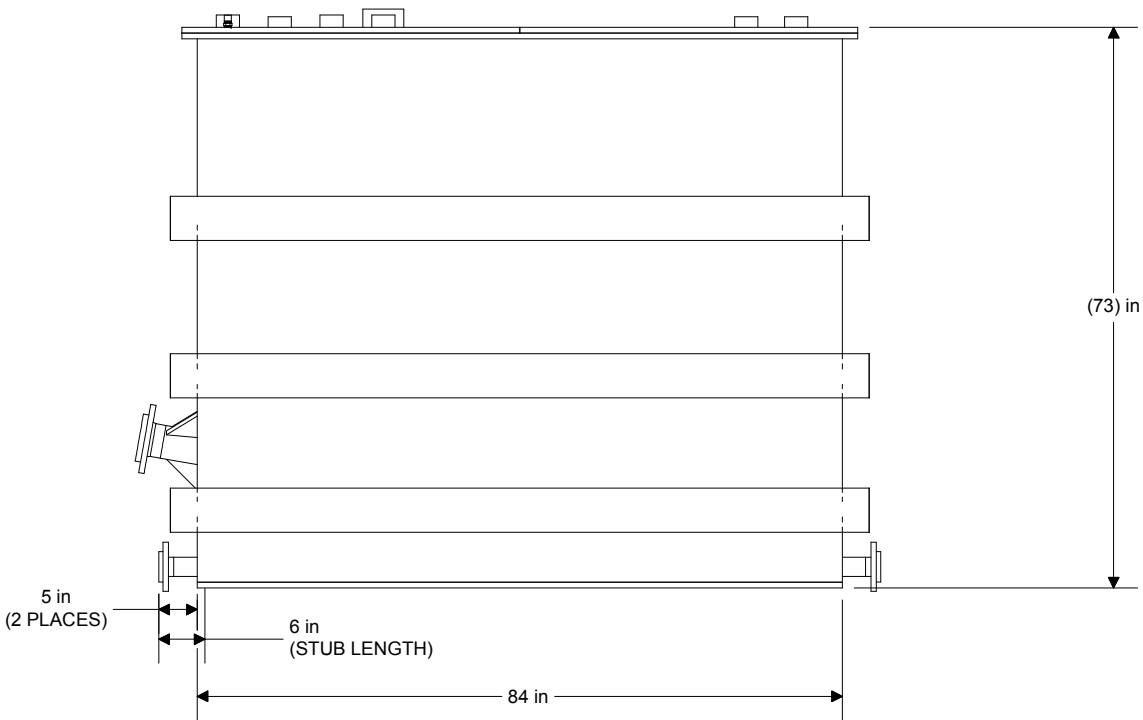 (73) in
5 in
(2 PLACES)
6 in
(STUB LENGTH)
84 in